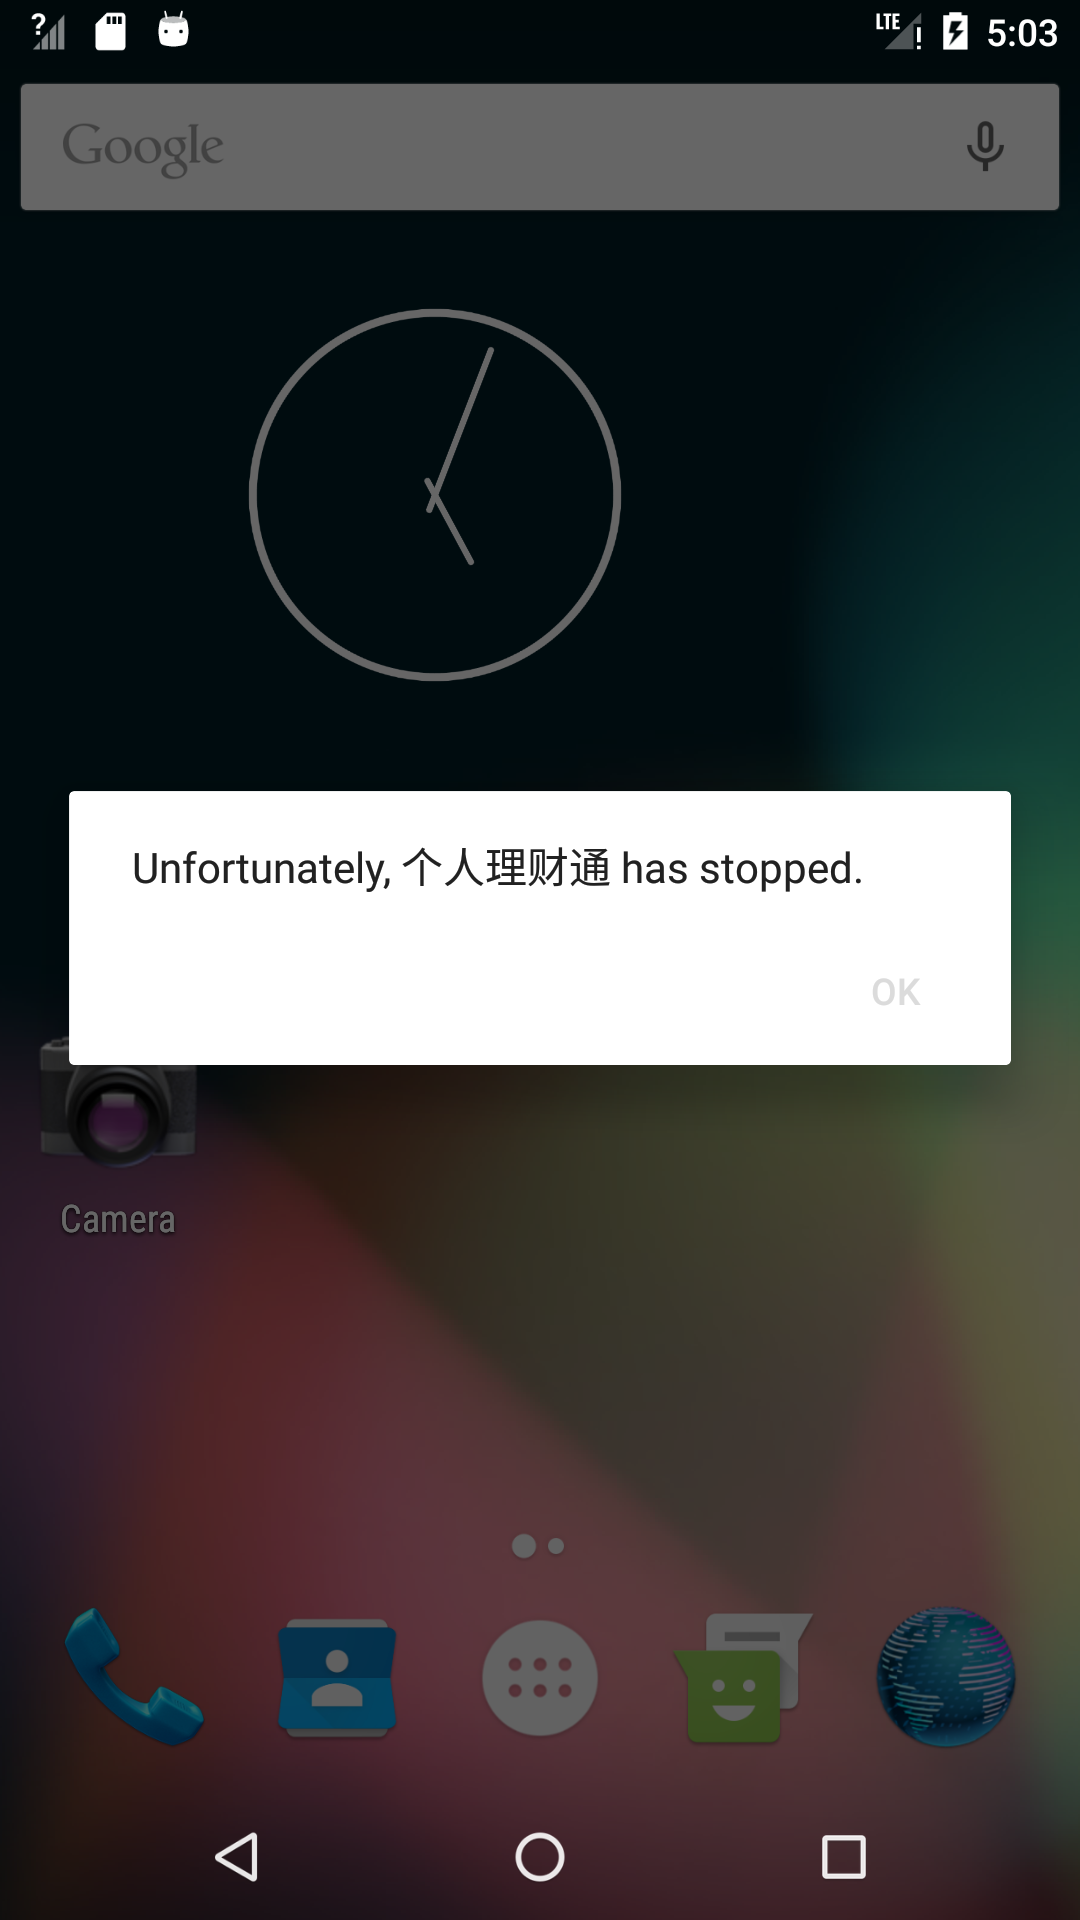 LTE
5:03
Google
Unfortunately, 个人理财通 has stopped.
OK
Camera